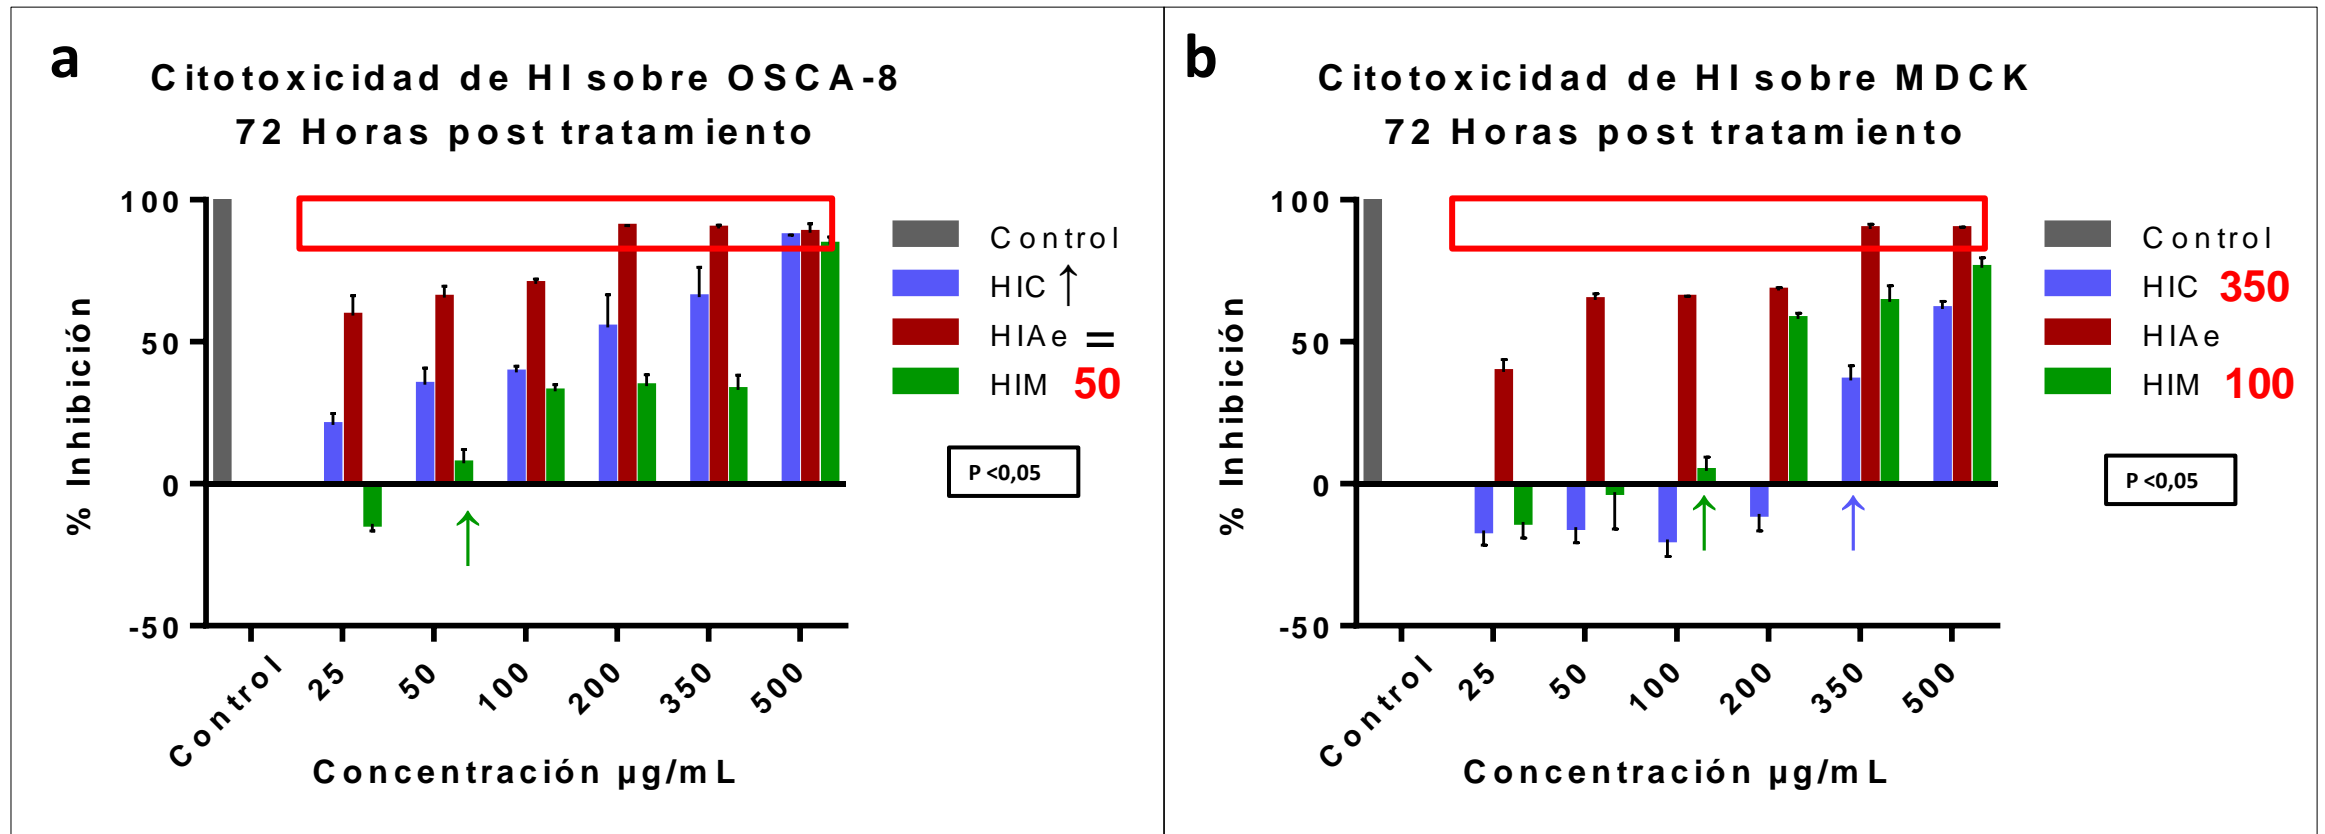 a
Citotoxicidad de HI sobre OSCA-8
72 Horas post tratamiento
% Inhibición
100
50
0
-50
Control
25
50
100
200
350
500
Concentración µg/mL
Control
HIC ↑
HIAe =
HIM 50
P <0,05
b
Citotoxicidad de HI sobre MDCK
72 Horas post tratamiento
% Inhibición
100
50
0
-50
Control
25
50
100
200
350
500
Concentración µg/mL
Control
HIC 350
HIAe
HIM 100
P <0,05